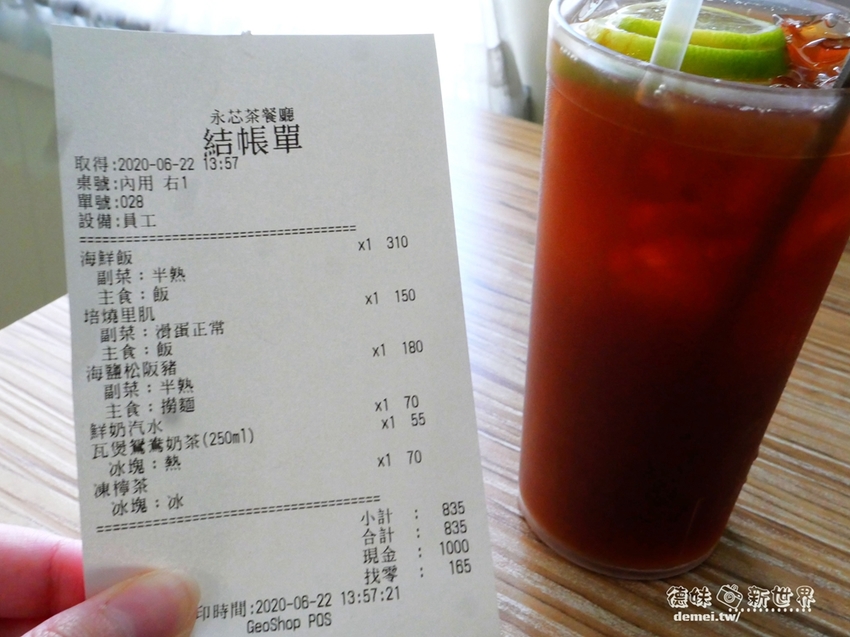 永芯茶餐廳
結帳單
取得:2020-06-22 13:57
桌號:內用 右1
單號:028
設備:員工
==================================
海鮮飯 x1 310
副菜：半熟
主食：飯
培燒里肌 x1 150
副菜：滑蛋正常
主食：飯
海鹽松阪豬 x1 180
副菜：半熟
主食：撈麵
鮮奶汽水 x1 70
瓦煲鴛鴦奶茶(250ml) x1 55
冰塊：熱
凍檸茶 x1 70
冰塊：冰
==================================
小計 : 835
合計 : 835
現金 : 1000
找零 : 165
印時間:2020-06-22 13:57:21
GeoShop POS
德妹新世界
demei.tw/